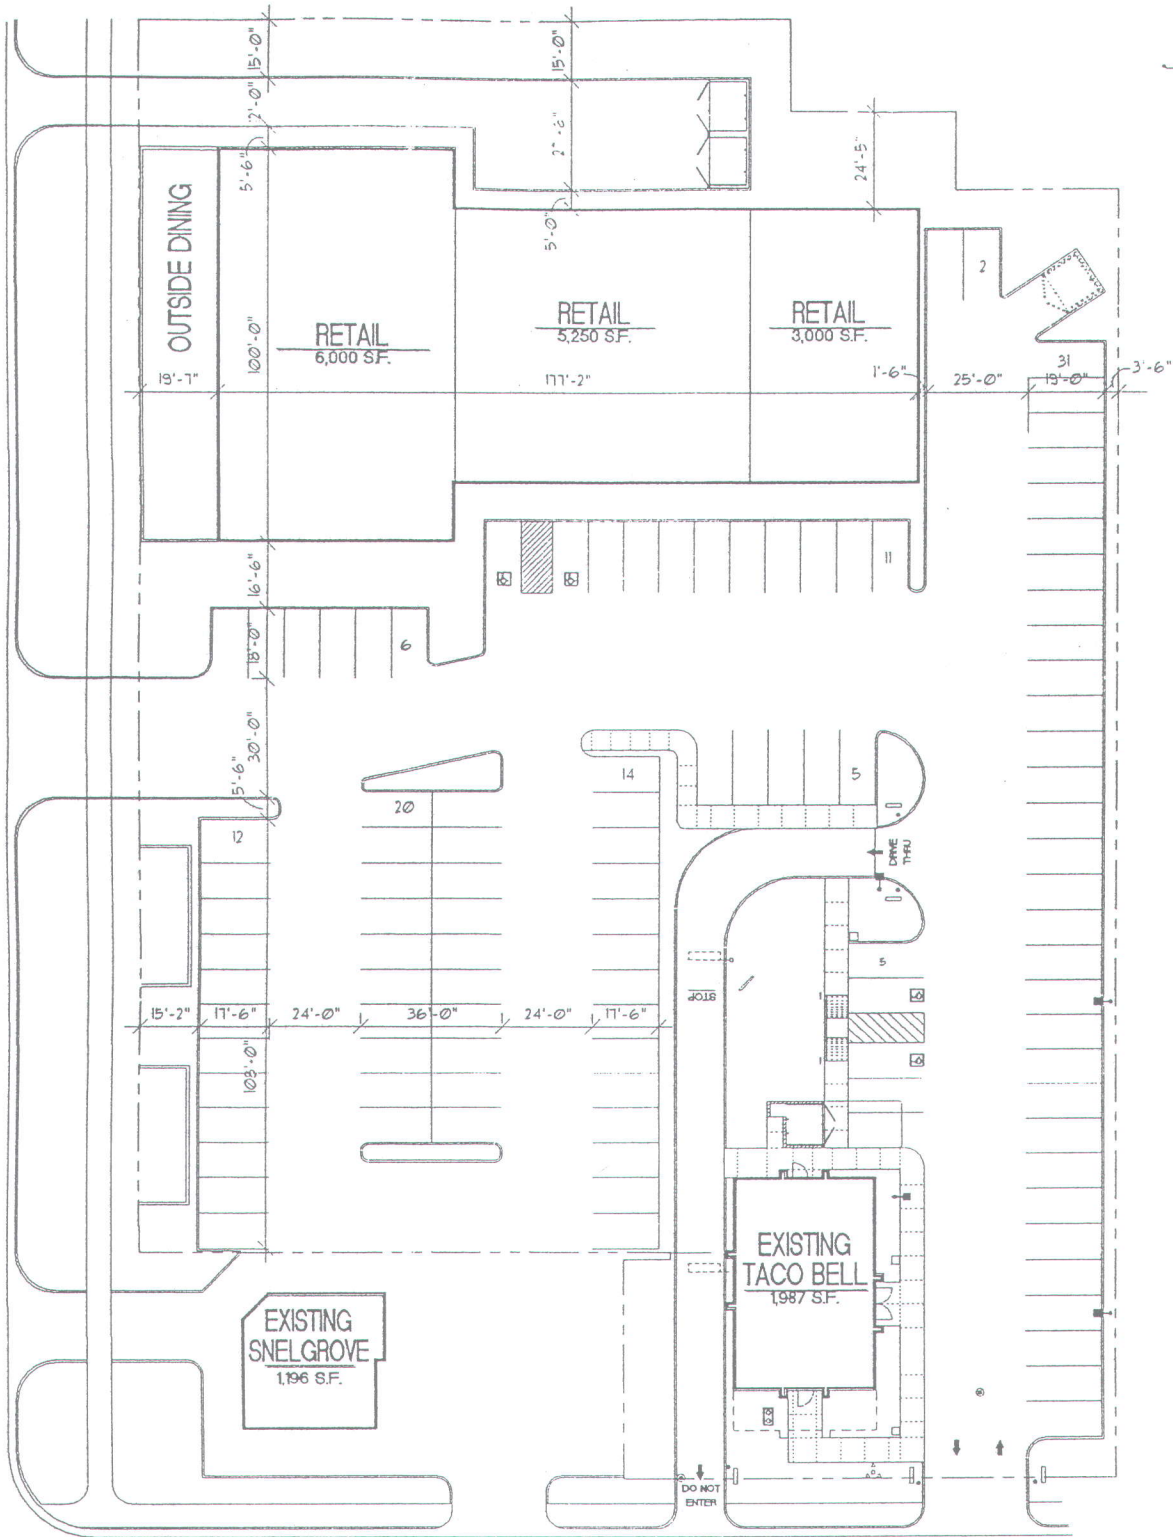 15'-0"
15'-0"
2'-0"
5'-6"
24'-5"
5'-0"
OUTSIDE DINING
2
RETAIL
6,000 S.F.
RETAIL
5,250 S.F.
RETAIL
3,000 S.F.
100'-0"
31
19'-7"
177'-2"
1'-6"
25'-0"
19'-0"
3'-6"
11
16'-6"
18'-0"
6
30'-0"
5'-6"
14
5
20
12
DRIVE
THRU
5
STOP
15'-2"
17'-6"
24'-0"
36'-0"
24'-0"
17'-6"
108'-0"
EXISTING
TACO BELL
1,987 S.F.
EXISTING
SNELGROVE
1,196 S.F.
DO NOT
ENTER